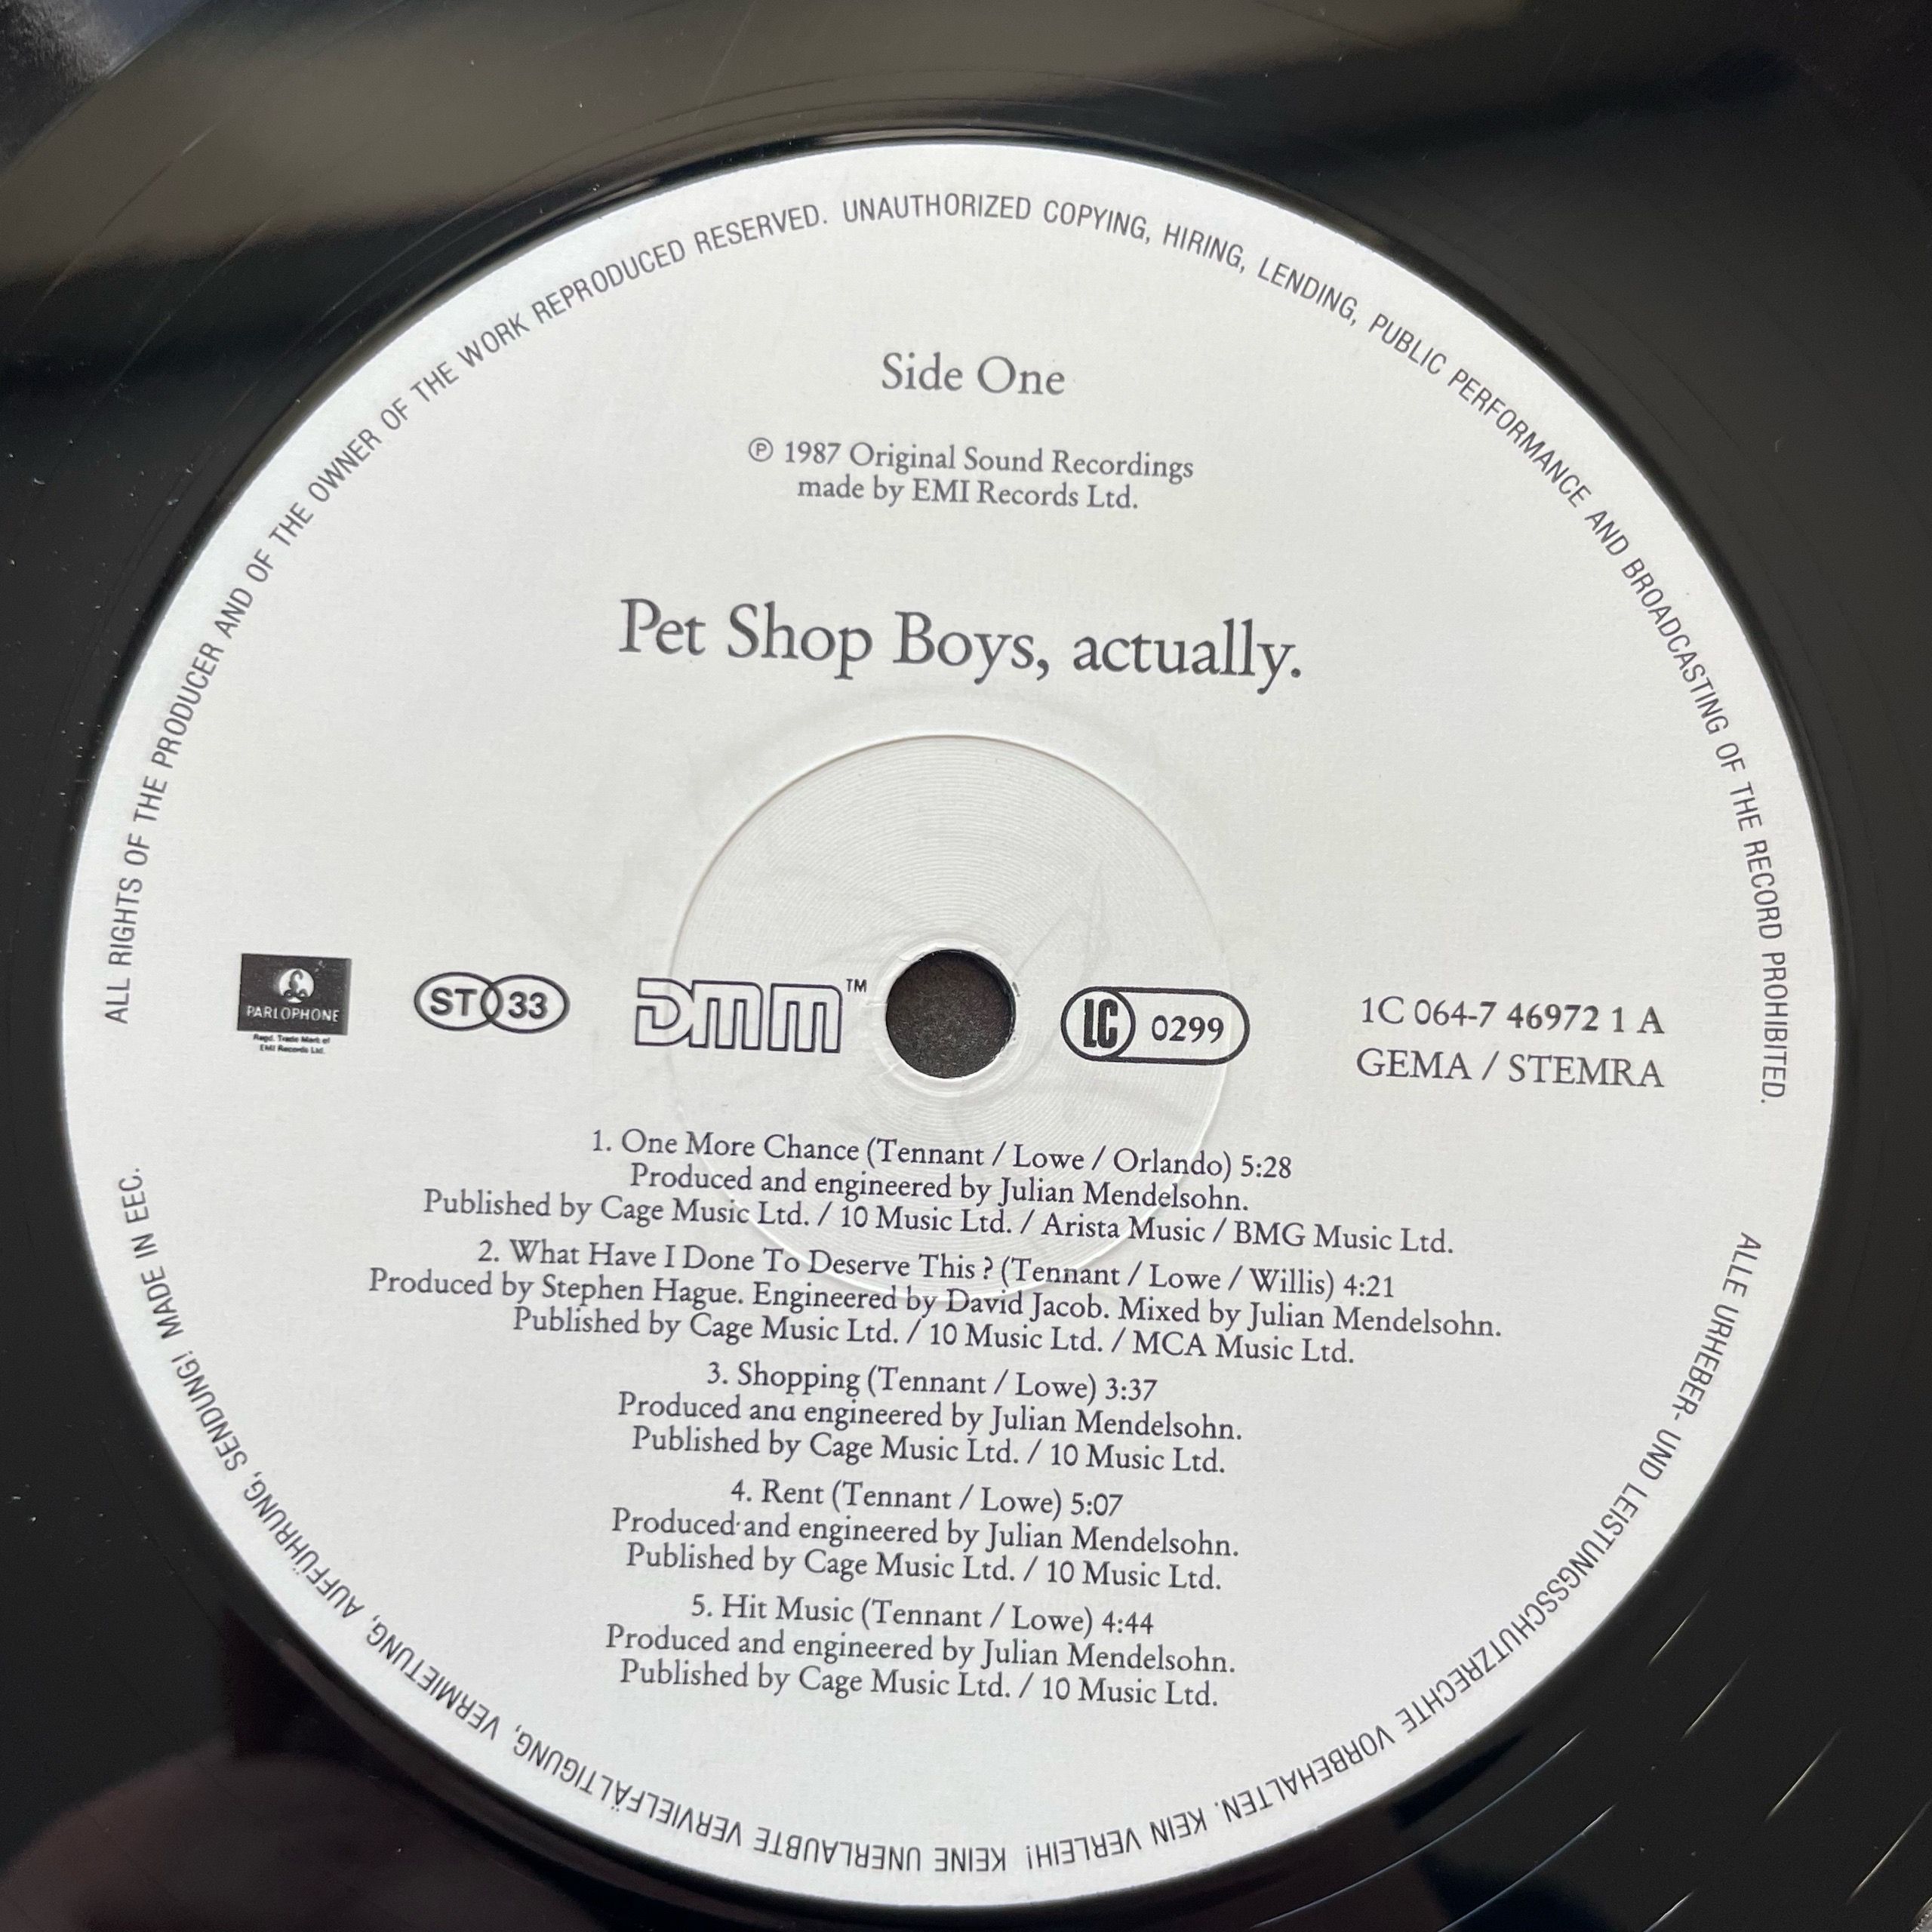 ALL RIGHTS OF THE PRODUCER AND OF THE OWNER OF THE WORK REPRODUCED RESERVED. UNAUTHORIZED COPYING, HIRING, LENDING, PUBLIC PERFORMANCE AND BROADCASTING OF THE RECORD PROHIBITED.
Side One
℗ 1987 Original Sound Recordings
made by EMI Records Ltd.
Pet Shop Boys, actually.
PARLOPHONE
Regd. Trade Mark of
EMI Records Ltd.
ST 33
DMM™
LC 0299
1C 064-7 46972 1 A
GEMA / STEMRA
1. One More Chance (Tennant / Lowe / Orlando) 5:28
Produced and engineered by Julian Mendelsohn.
Published by Cage Music Ltd. / 10 Music Ltd. / Arista Music / BMG Music Ltd.
2. What Have I Done To Deserve This ? (Tennant / Lowe / Willis) 4:21
Produced by Stephen Hague. Engineered by David Jacob. Mixed by Julian Mendelsohn.
Published by Cage Music Ltd. / 10 Music Ltd. / MCA Music Ltd.
3. Shopping (Tennant / Lowe) 3:37
Produced and engineered by Julian Mendelsohn.
Published by Cage Music Ltd. / 10 Music Ltd.
4. Rent (Tennant / Lowe) 5:07
Produced and engineered by Julian Mendelsohn.
Published by Cage Music Ltd. / 10 Music Ltd.
5. Hit Music (Tennant / Lowe) 4:44
Produced and engineered by Julian Mendelsohn.
Published by Cage Music Ltd. / 10 Music Ltd.
ALLE URHEBER- UND LEISTUNGSSCHUTZRECHTE VORBEHALTEN. KEIN VERLEIH! KEINE UNERLAUBTE VERVIELFÄLTIGUNG, VERMIETUNG, AUFFÜHRUNG, SENDUNG! MADE IN EEC.